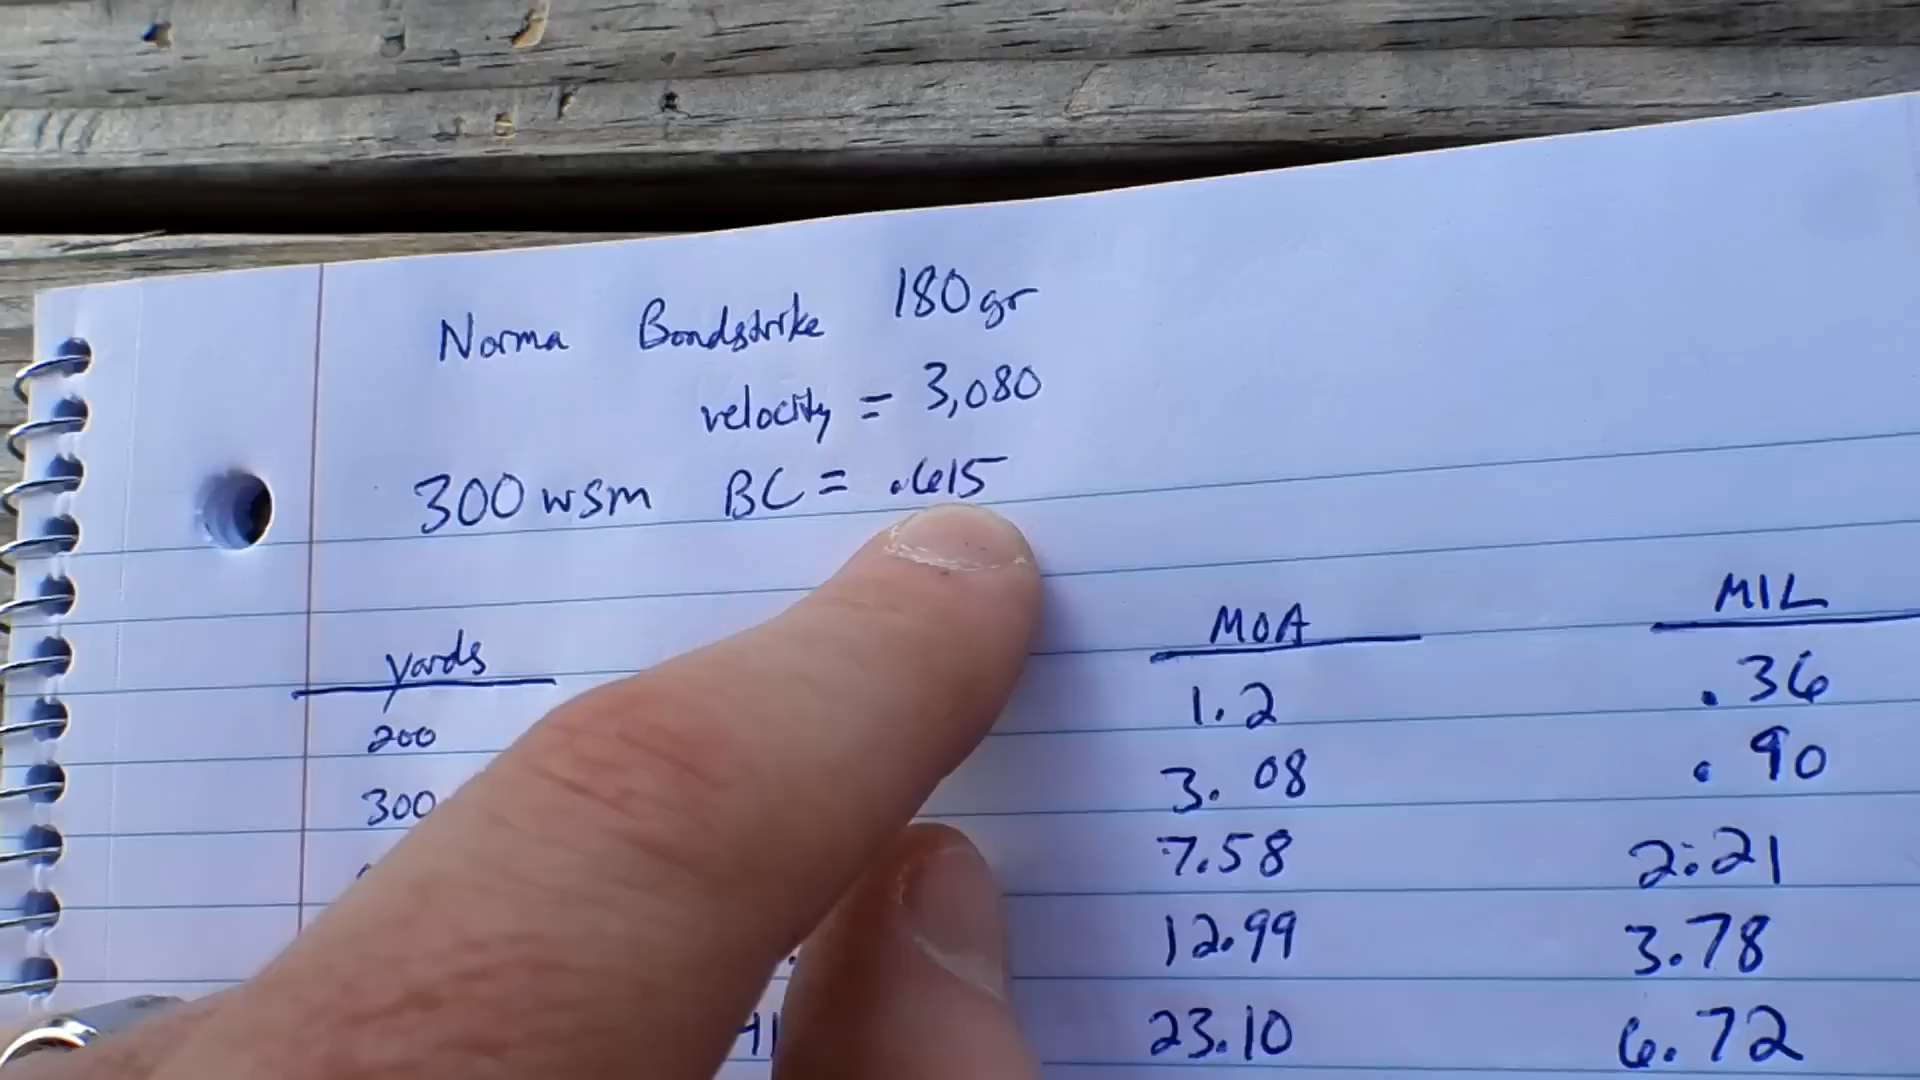 Norma Bondstrike 180gr
velocity = 3,080
300 wsm BC = .615
yards MOA MIL
200 1.2 .36
300 3.08 .90
7.58 2.21
12.99 3.78
23.10 6.72